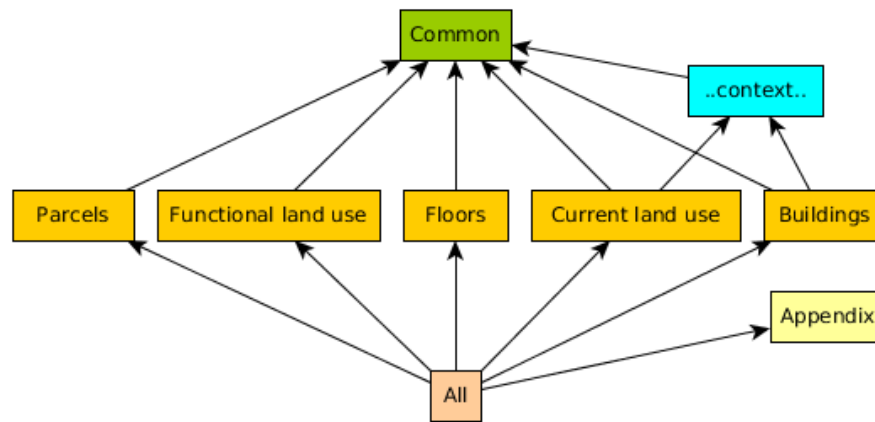 Common
..context..
Parcels
Functional land use
Floors
Current land use
Buildings
Appendix
All